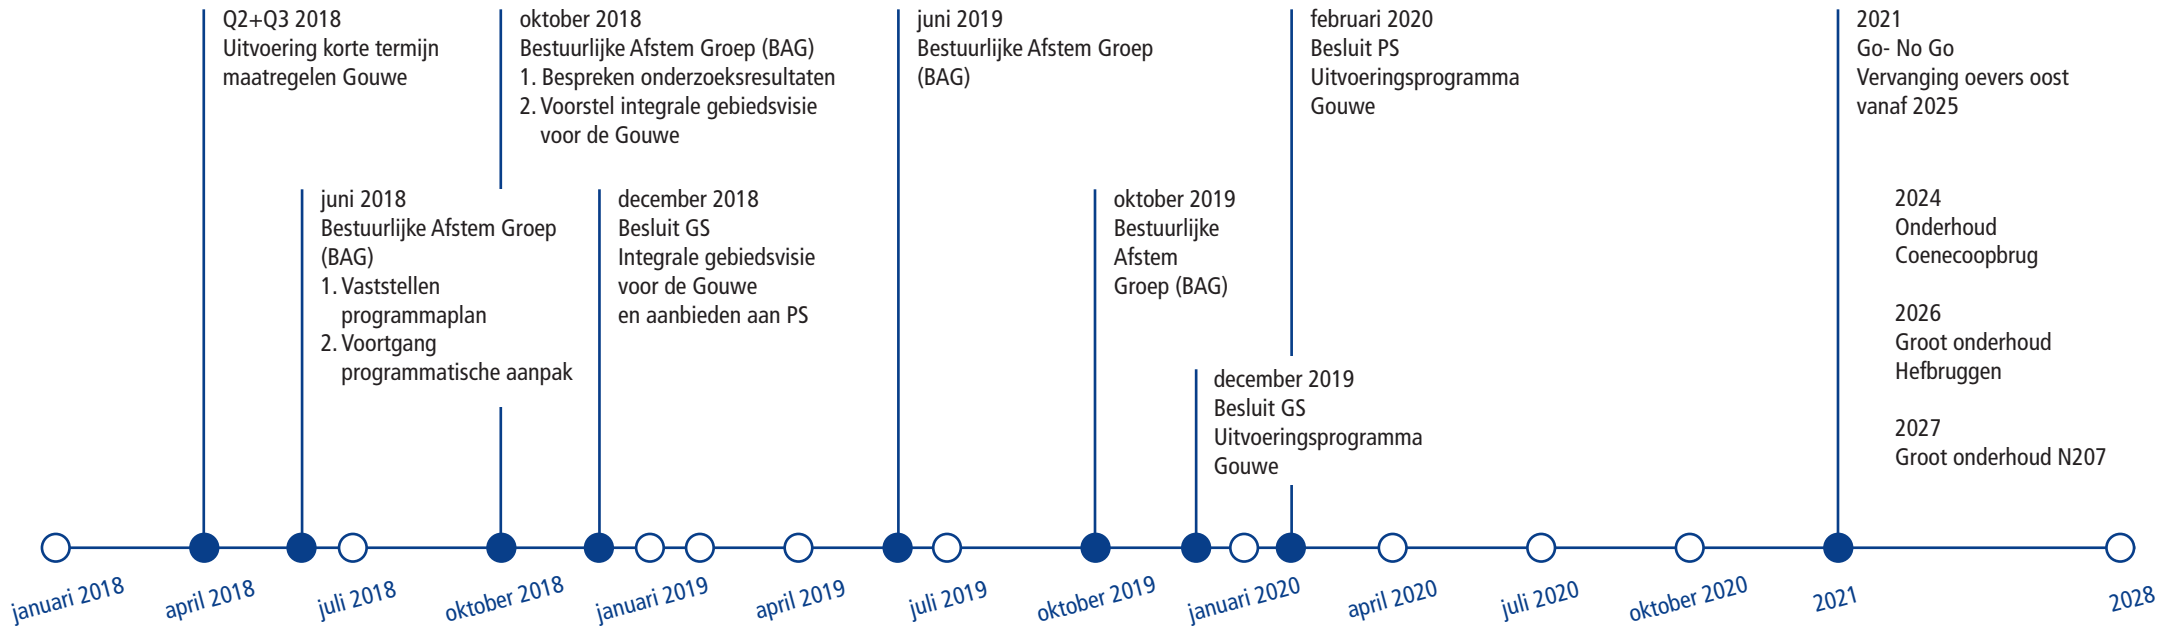 Q2+Q3 2018
Uitvoering korte termijn
maatregelen Gouwe
oktober 2018
Bestuurlijke Afstem Groep (BAG)
1. Bespreken onderzoeksresultaten
2. Voorstel integrale gebiedsvisie
voor de Gouwe
juni 2019
Bestuurlijke Afstem Groep
(BAG)
februari 2020
Besluit PS
Uitvoeringsprogramma
Gouwe
2021
Go- No Go
Vervanging oevers oost
vanaf 2025
juni 2018
Bestuurlijke Afstem Groep
(BAG)
1. Vaststellen
programmaplan
2. Voortgang
programmatische aanpak
december 2018
Besluit GS
Integrale gebiedsvisie
voor de Gouwe
en aanbieden aan PS
oktober 2019
Bestuurlijke
Afstem
Groep (BAG)
2024
Onderhoud
Coenecoopbrug
2026
Groot onderhoud
Hefbruggen
2027
Groot onderhoud N207
december 2019
Besluit GS
Uitvoeringsprogramma
Gouwe
januari 2018
april 2018
juli 2018
oktober 2018
januari 2019
april 2019
juli 2019
oktober 2019
januari 2020
april 2020
juli 2020
oktober 2020
2021
2028